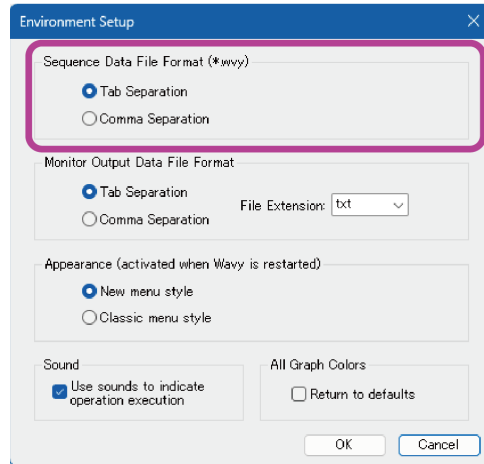 Environment Setup
Sequence Data File Format (*.wvy)
Tab Separation
Comma Separation
Monitor Output Data File Format
Tab Separation
Comma Separation
File Extension: txt
Appearance (activated when Wavy is restarted)
New menu style
Classic menu style
Sound
Use sounds to indicate
operation execution
All Graph Colors
Return to defaults
OK
Cancel